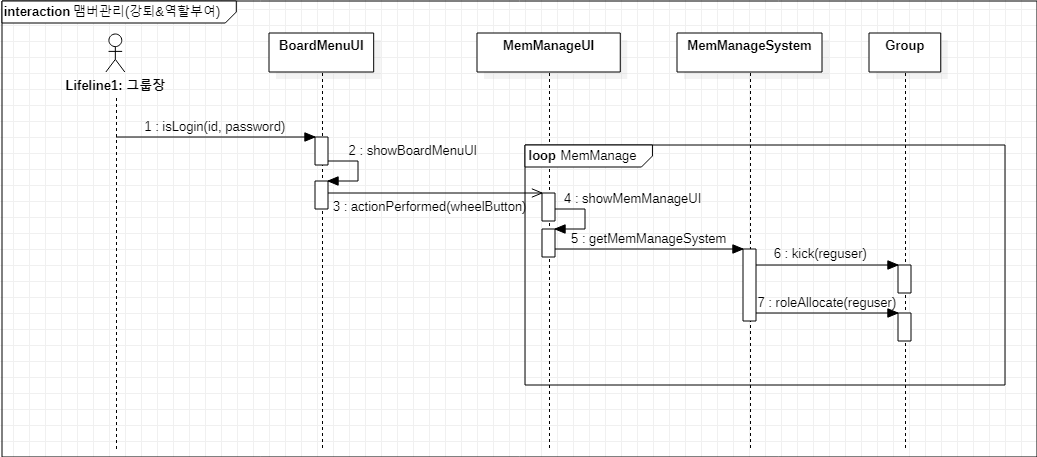 interaction 맴버관리(강퇴&역할부여)
BoardMenuUI
MemManageUI
MemManageSystem
Group
Lifeline1: 그룹장
1 : isLogin(id, password)
2 : showBoardMenuUI
loop MemManage
3 : actionPerformed(wheelButton)
4 : showMemManageUI
5 : getMemManageSystem
6 : kick(reguser)
7 : roleAllocate(reguser)